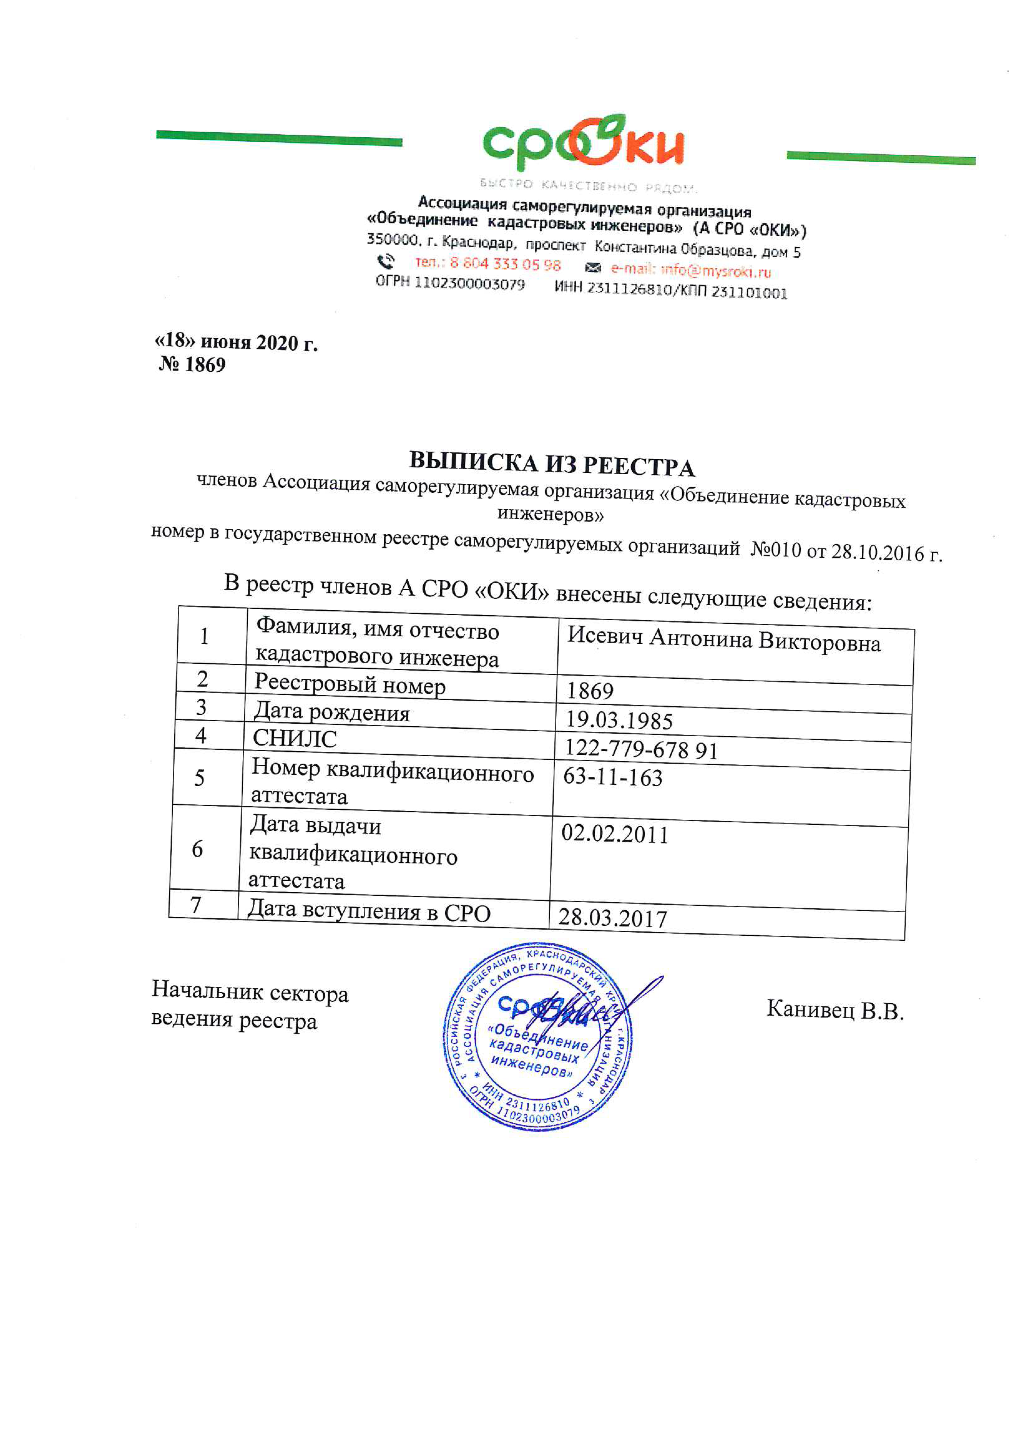 сроОки
БЫСТРО КАЧЕСТВЕННО РЯДОМ.
Ассоциация саморегулируемая организация
«Объединение кадастровых инженеров» (А СРО «ОКИ»)
350000, г. Краснодар, проспект Константина Образцова, дом 5
тел.: 8 804 333 05 98 e-mail: info@mysroki.ru
ОГРН 1102300003079 ИНН 2311126810/КПП 231101001
«18» июня 2020 г.
№ 1869
ВЫПИСКА ИЗ РЕЕСТРА
членов Ассоциация саморегулируемая организация «Объединение кадастровых
инженеров»
номер в государственном реестре саморегулируемых организаций №010 от 28.10.2016 г.
В реестр членов А СРО «ОКИ» внесены следующие сведения:
1 Фамилия, имя отчество Исевич Антонина Викторовна
кадастрового инженера
2 Реестровый номер 1869
3 Дата рождения 19.03.1985
4 СНИЛС 122-779-678 91
5 Номер квалификационного 63-11-163
аттестата
6 Дата выдачи 02.02.2011
квалификационного
аттестата
7 Дата вступления в СРО 28.03.2017
Начальник сектора
ведения реестра
Канивец В.В.
РОССИЙСКАЯ ФЕДЕРАЦИЯ, КРАСНОДАРСКИЙ КРАЙ, г.КРАСНОДАР
АССОЦИАЦИЯ САМОРЕГУЛИРУЕМАЯ ОРГАНИЗАЦИЯ
сроОки
«Объединение
кадастровых
инженеров»
* ИНН 2311126810 *
ОГРН 1102300003079